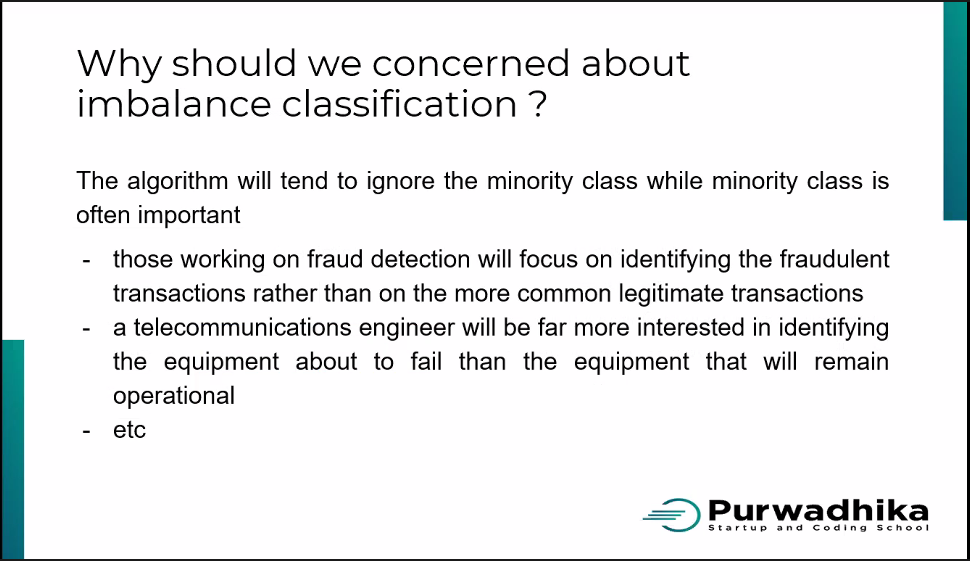 Why should we concerned about
imbalance classification ?
The algorithm will tend to ignore the minority class while minority class is
often important
- those working on fraud detection will focus on identifying the fraudulent
transactions rather than on the more common legitimate transactions
- a telecommunications engineer will be far more interested in identifying
the equipment about to fail than the equipment that will remain
operational
- etc
Purwadhika
Startup and Coding School